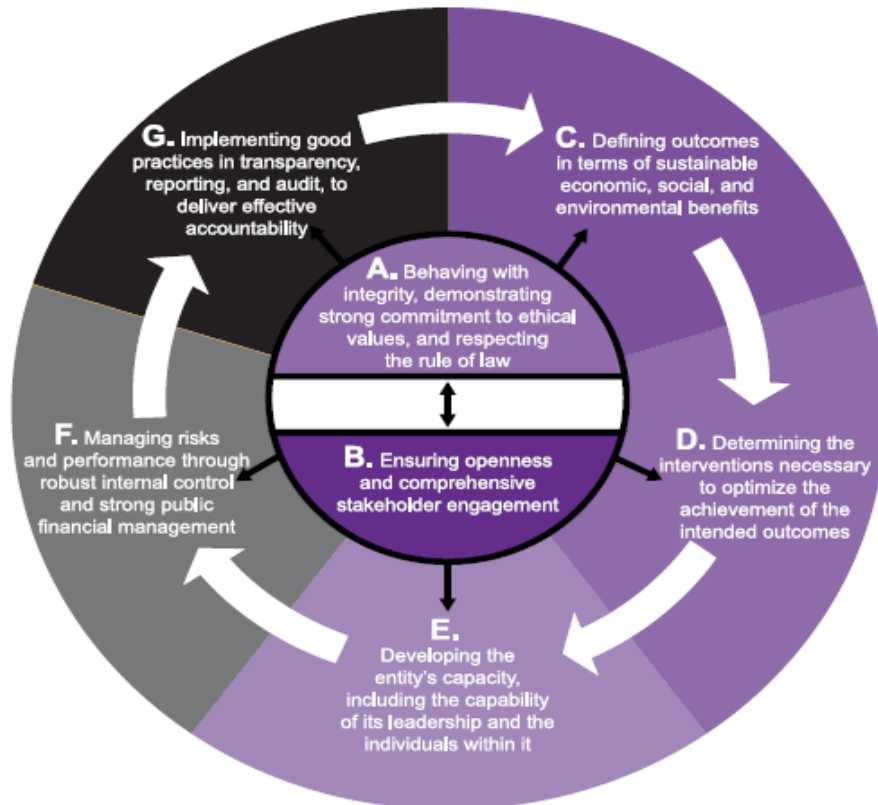 G. Implementing good
practices in transparency,
reporting, and audit, to
deliver effective
accountability
C. Defining outcomes
in terms of sustainable
economic, social, and
environmental benefits
A. Behaving with
integrity, demonstrating
strong commitment to ethical
values, and respecting
the rule of law
B. Ensuring openness
and comprehensive
stakeholder engagement
D. Determining the
interventions necessary
to optimize the
achievement of the
intended outcomes
F. Managing risks
and performance through
robust internal control
and strong public
financial management
E.
Developing the
entity's capacity,
including the capability
of its leadership and the
individuals within it